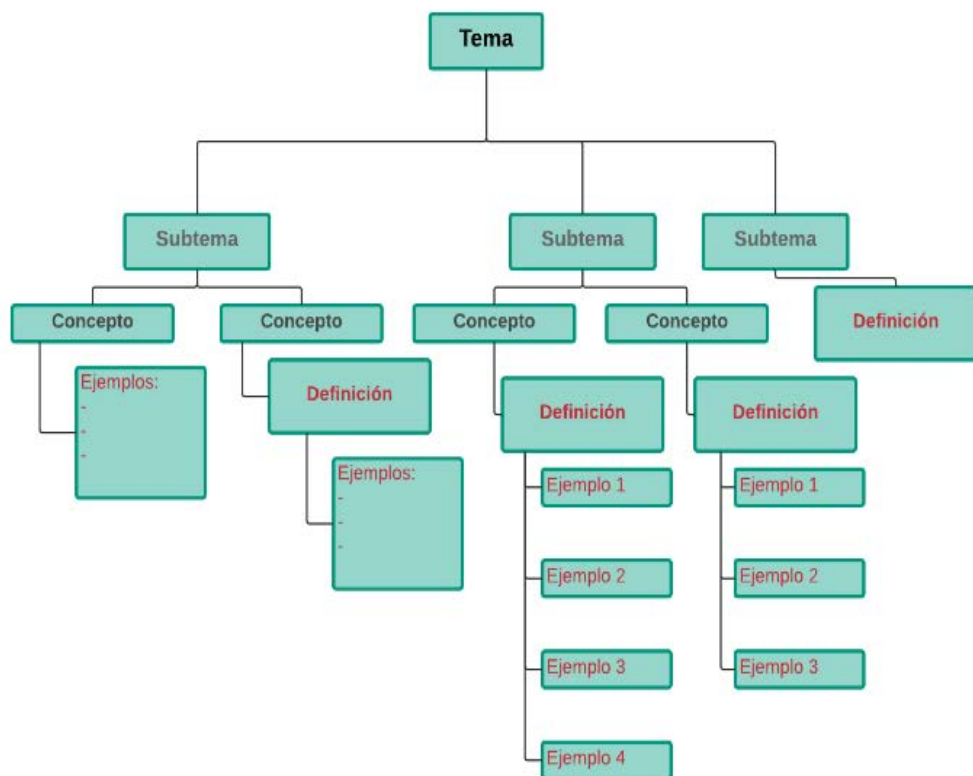 Tema
Subtema
Subtema
Subtema
Concepto
Concepto
Concepto
Concepto
Definición
Ejemplos:
-
-
-
Definición
Definición
Definición
Ejemplos:
-
-
-
Ejemplo 1
Ejemplo 1
Ejemplo 2
Ejemplo 2
Ejemplo 3
Ejemplo 3
Ejemplo 4